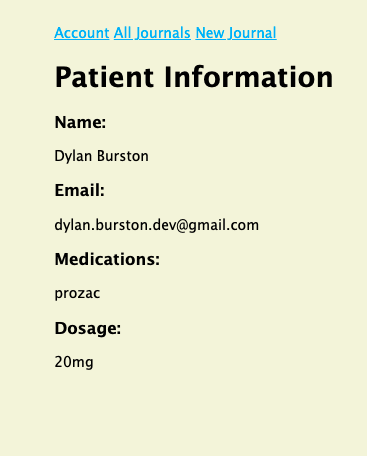 Account All Journals New Journal
Patient Information
Name:
Dylan Burston
Email:
dylan.burston.dev@gmail.com
Medications:
prozac
Dosage:
20mg